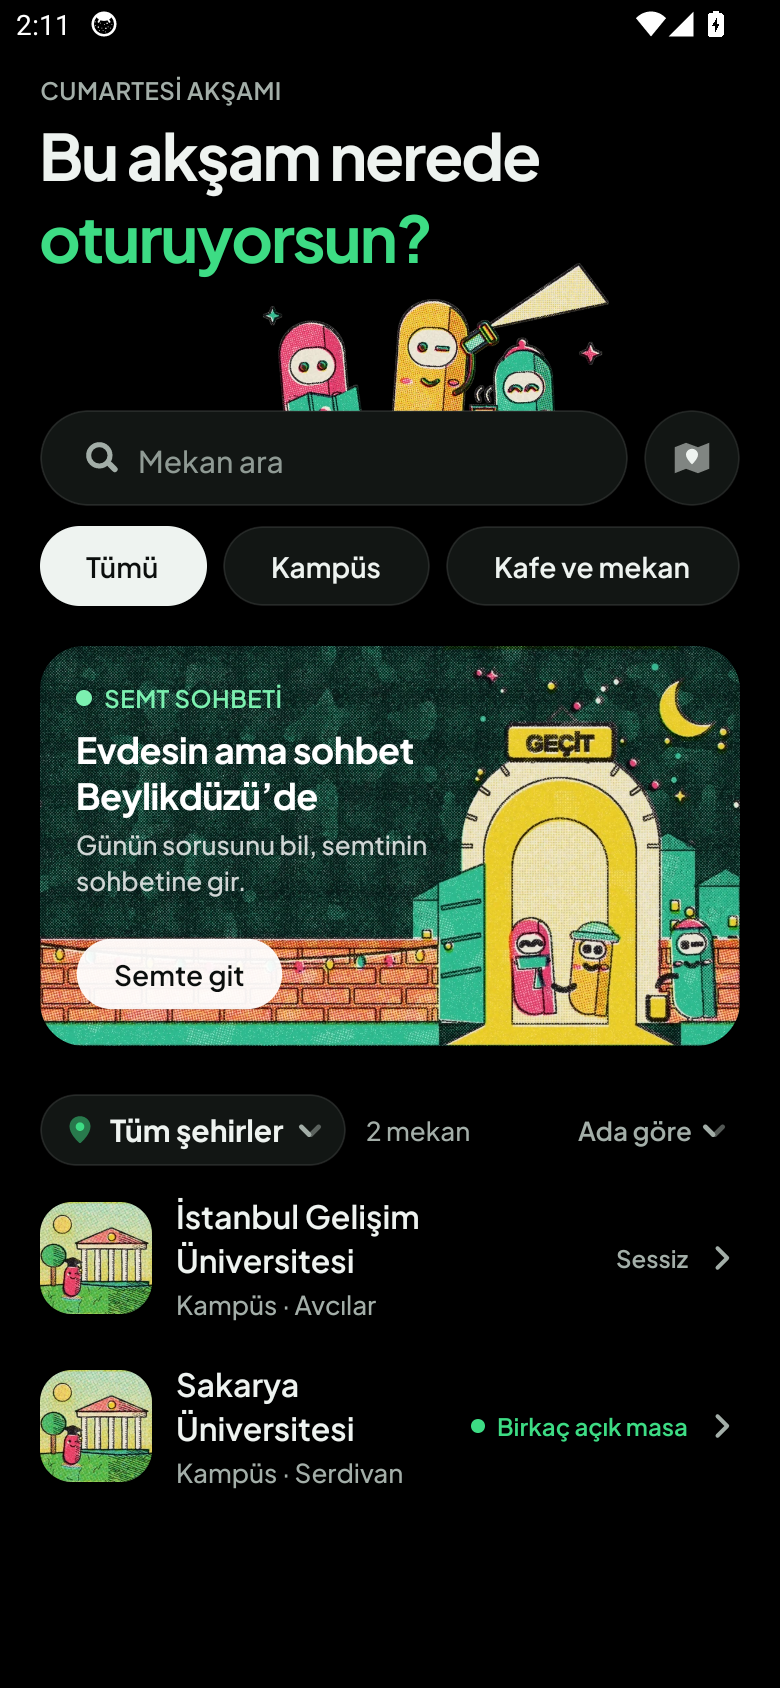 2:11
CUMARTESİ AKŞAMI
Bu akşam nerede
oturuyorsun?
Mekan ara
Tümü
Kampüs
Kafe ve mekan
SEMT SOHBETİ
Evdesin ama sohbet
Beylikdüzü’de
Günün sorusunu bil, semtinin
sohbetine gir.
GEÇİT
Semte git
Tüm şehirler
2 mekan
Ada göre
İstanbul Gelişim
Üniversitesi
Kampüs · Avcılar
Sessiz
Sakarya
Üniversitesi
Kampüs · Serdivan
Birkaç açık masa